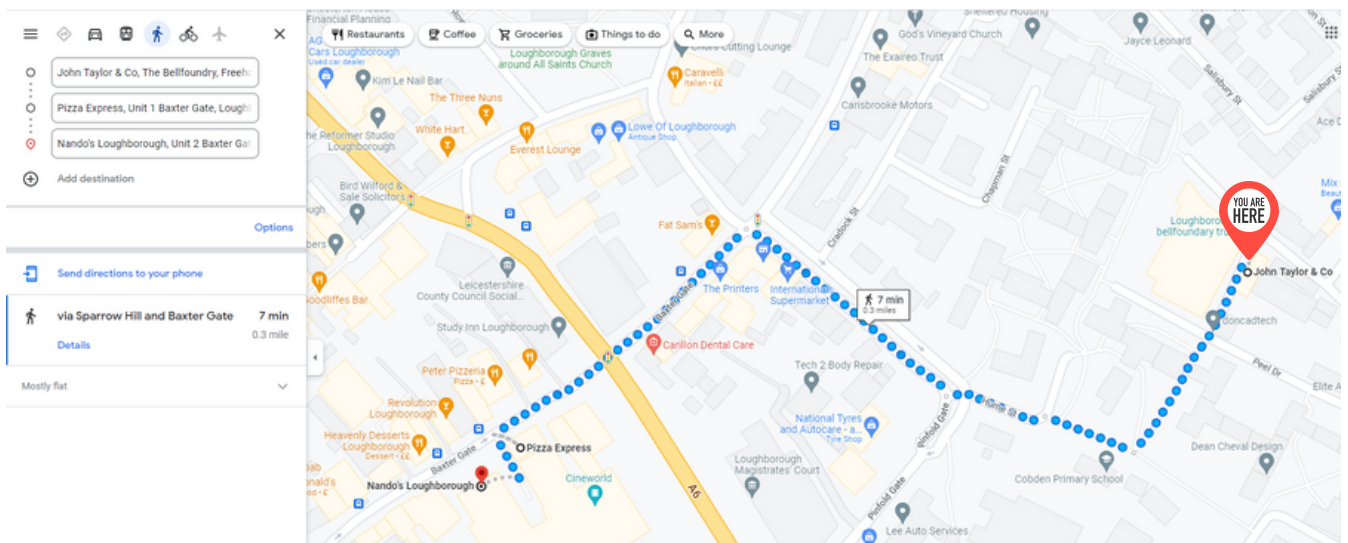 John Taylor & Co, The Bellfoundry, Freeh
Pizza Express, Unit 1 Baxter Gate, Lough
Nando's Loughborough, Unit 2 Baxter Ga
Add destination
Options
Send directions to your phone
via Sparrow Hill and Baxter Gate
7 min
0.3 mile
Details
Mostly flat
Restaurants
Coffee
Groceries
Things to do
More
Financial Planning
Cars Loughborough
Used car dealer
Kim Le Nail Bar
Loughborough Graves
around All Saints Church
Cutting Lounge
God's Vineyard Church
Sheltered Housing
Jayce Leonard
The Exaireo Trust
Caravelli
Italian - ££
Carisbrooke Motors
Salisbury St
Salisbury
The Three Nuns
White Hart
Everest Lounge
Lowe Of Loughborough
Antique Shop
The Reformer Studio
Loughborough
Bird Wilford &
Sale Solicitors
Chapman St
Cradock St
Fat Sam's
Mix
YOU ARE
HERE
bellfoundry
John Taylor & Co
Leicestershire
County Council Social...
The Printers
International
Supermarket
7 min
0.3 miles
Baxter Gate
Study Inn Loughborough
Carillon Dental Care
doncadtech
Peel Dr
Elite A
Peter Pizzeria
Pizza - £
Tech 2 Body Repair
Revolution
Loughborough
Hume St
Pinfold Gate
National Tyres
and Autocare - a...
Tyre Shop
Heavenly Desserts
Loughborough
Dessert - ££
Pizza Express
Baxter Gate
Dean Cheval Design
Nando's Loughborough
Cineworld
Loughborough
Magistrates' Court
Cobden Primary School
A6
Pinfold Gate
Lee Auto Services